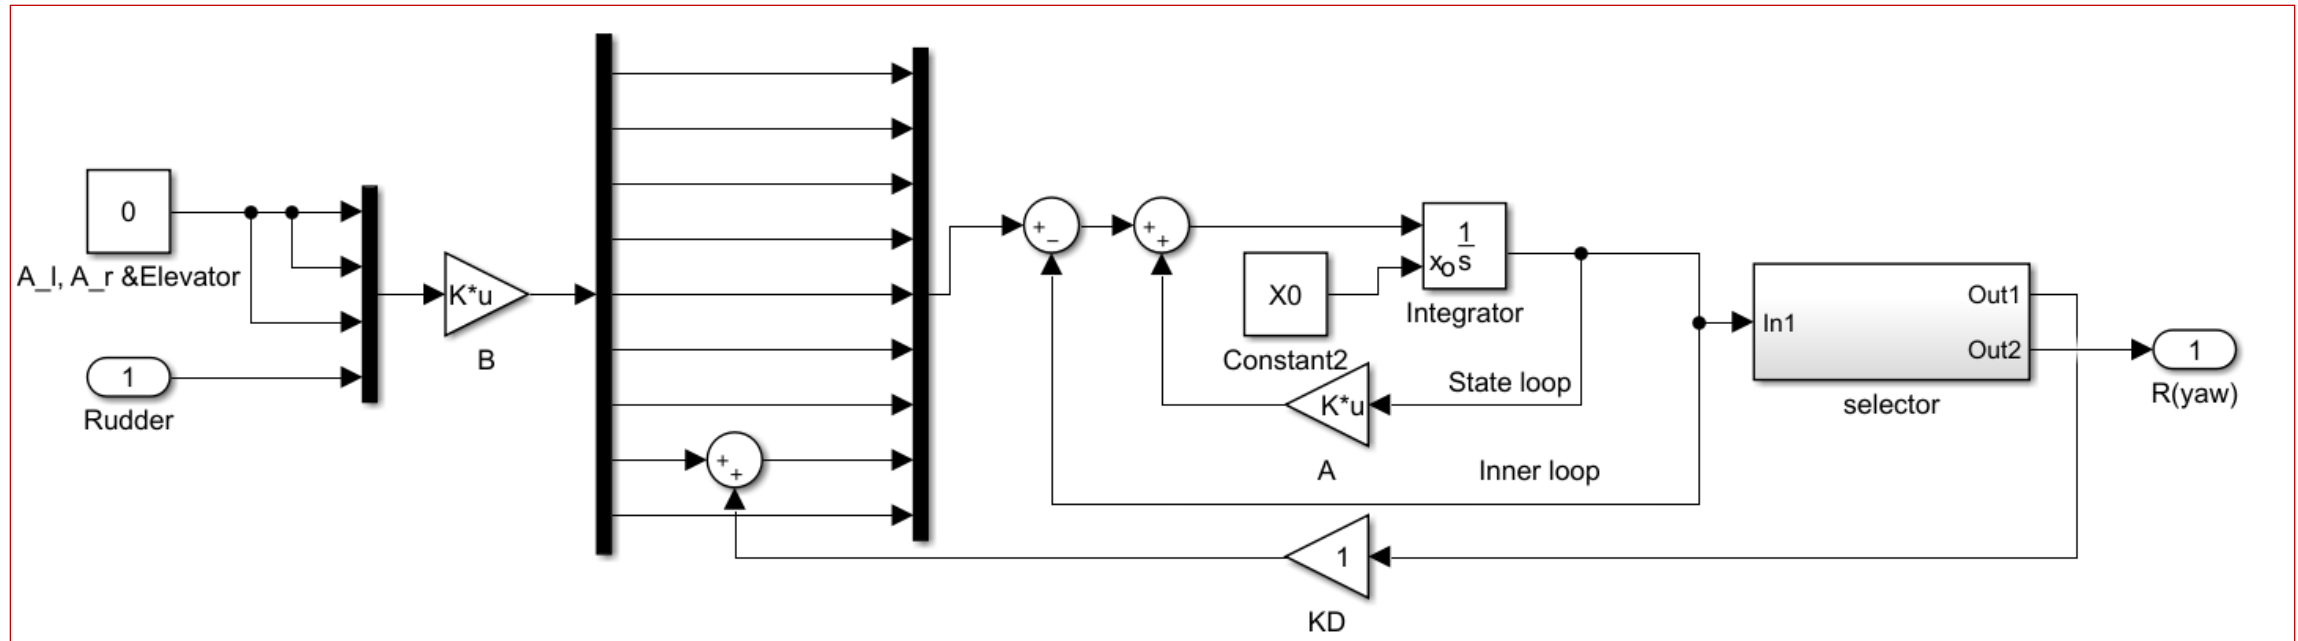 0
A_l, A_r &Elevator
1
Rudder
K*u
B
+
+
+
−
+
+
X0
Constant2
1
xo s
Integrator
State loop
K*u
A
Inner loop
1
KD
In1
Out1
Out2
selector
1
R(yaw)